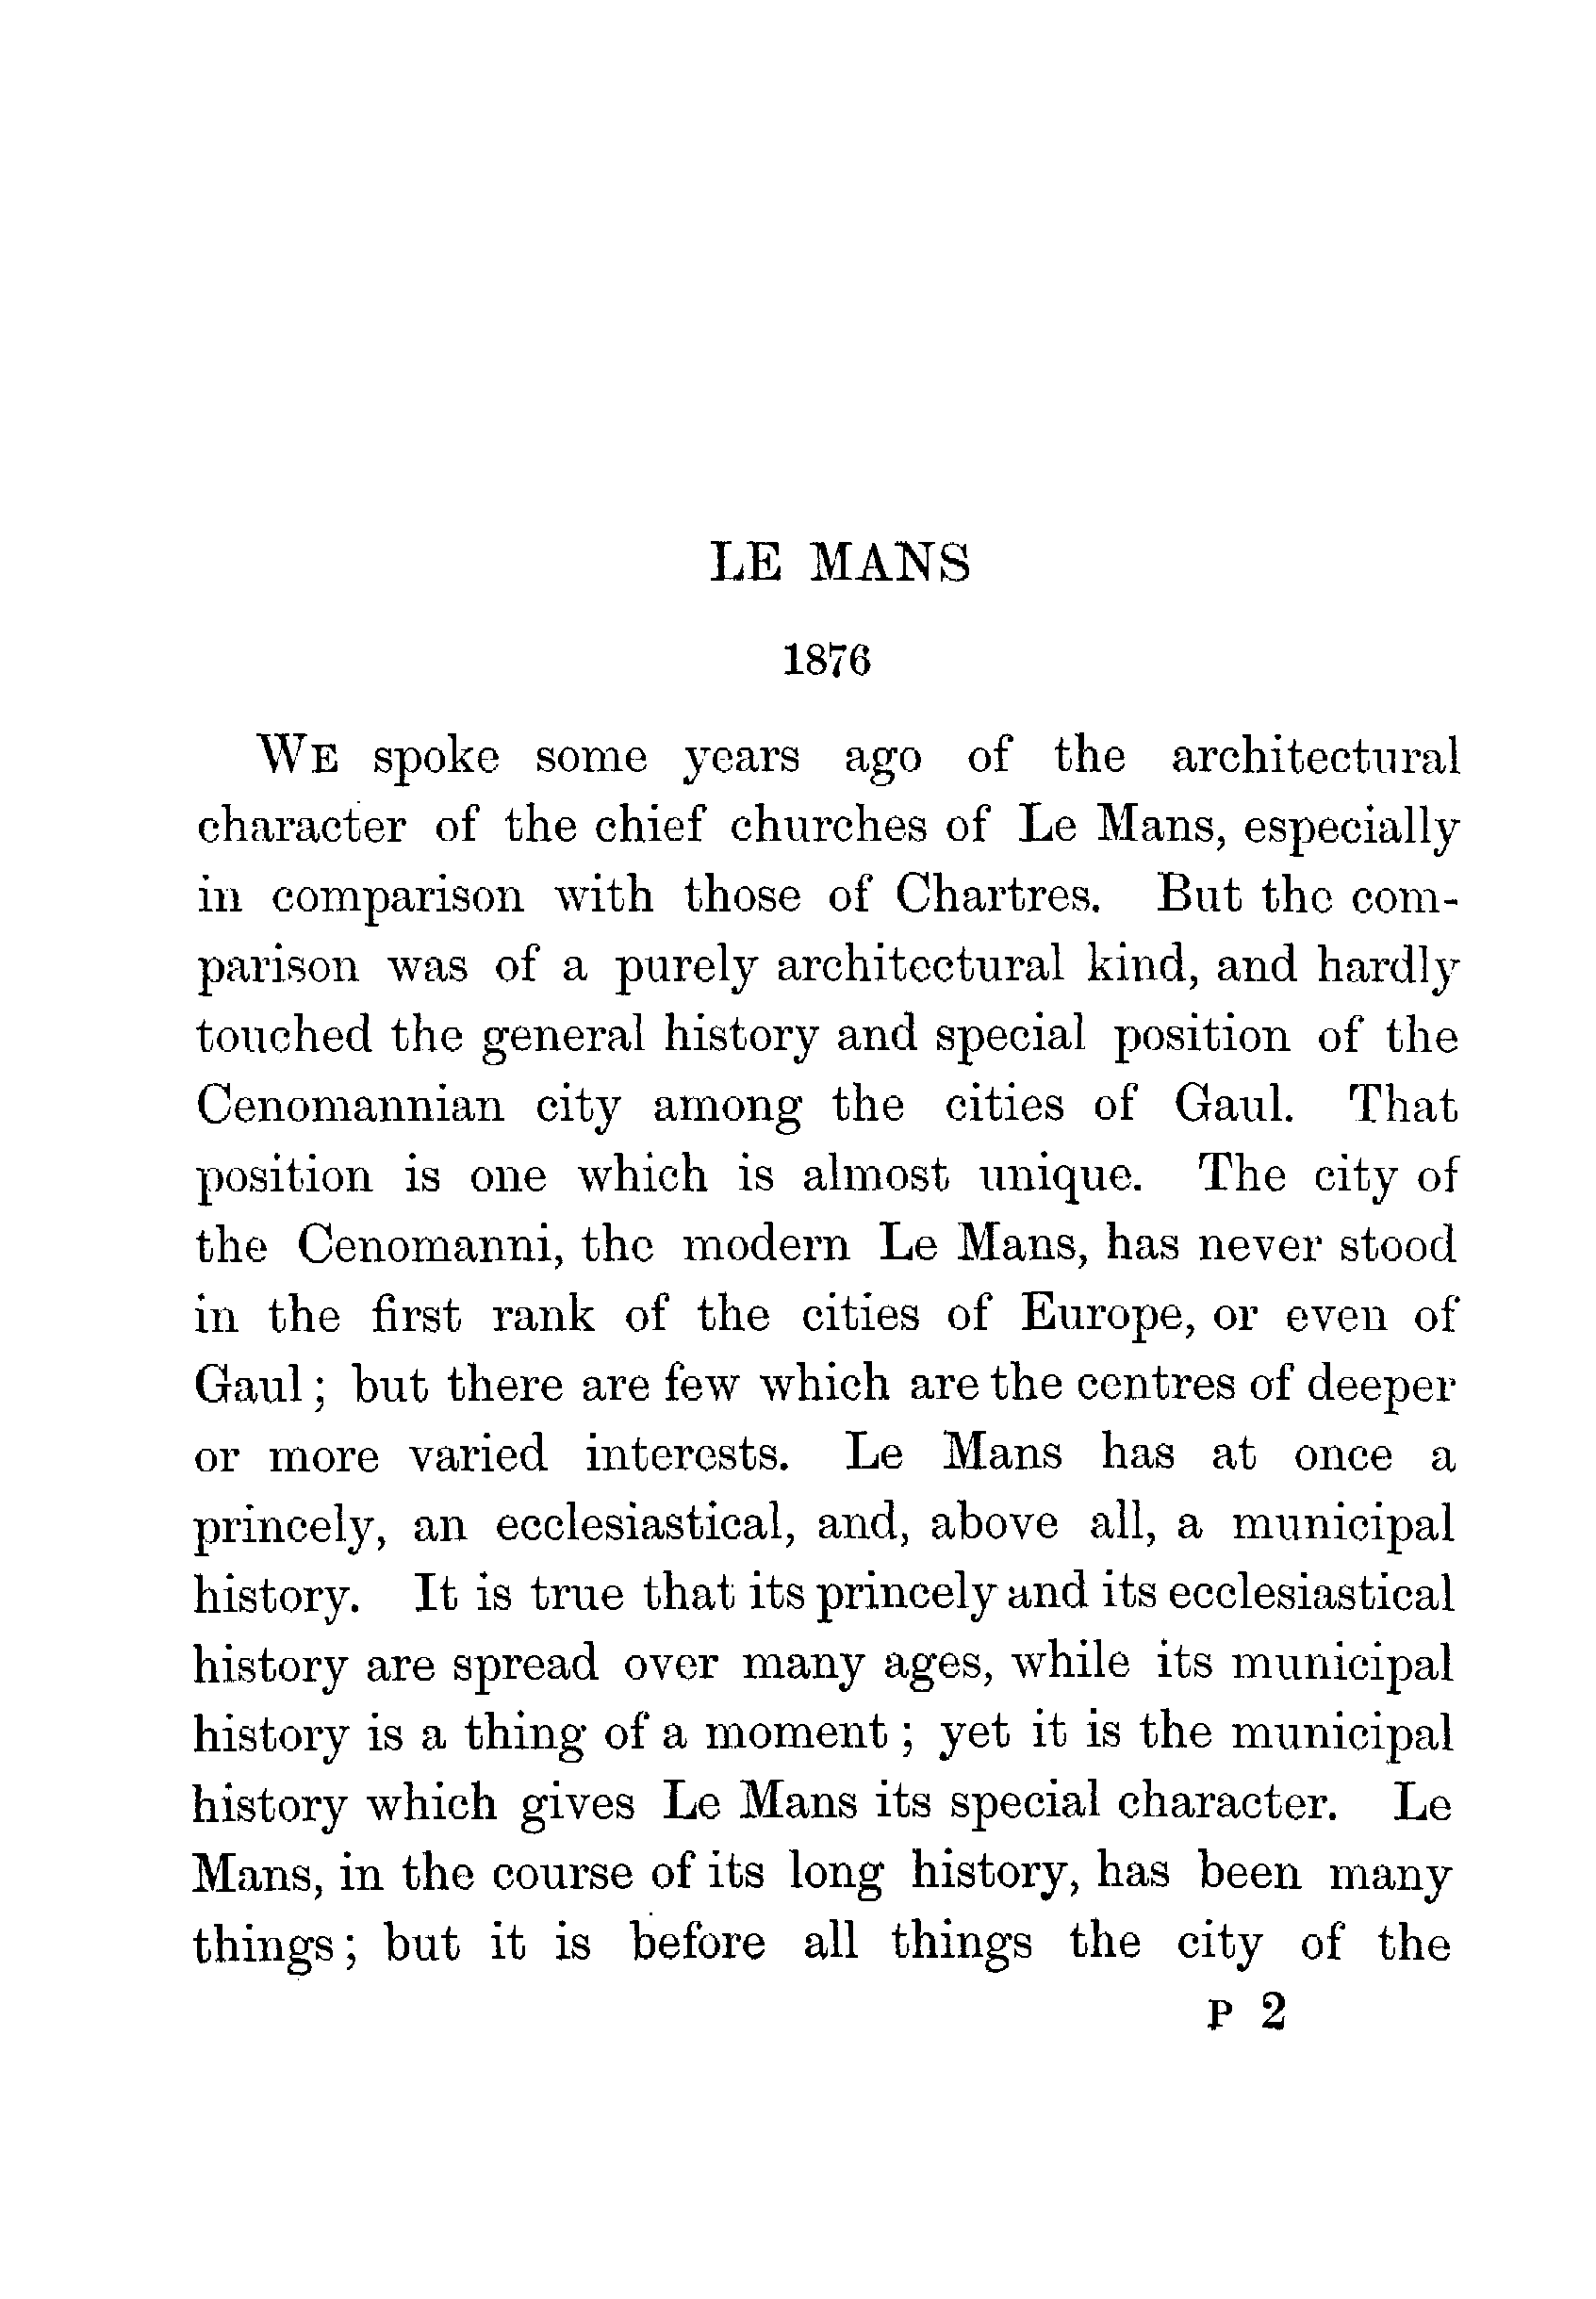 LE MANS
1876
WE spoke some years ago of the architectural
character of the chief churches of Le Mans, especially
in comparison with those of Chartres. But the com-
parison was of a purely architectural kind, and hardly
touched the general history and special position of the
Cenomannian city among the cities of Gaul. That
position is one which is almost unique. The city of
the Cenomanni, the modern Le Mans, has never stood
in the first rank of the cities of Europe, or even of
Gaul; but there are few which are the centres of deeper
or more varied interests. Le Mans has at once a
princely, an ecclesiastical, and, above all, a municipal
history. It is true that its princely and its ecclesiastical
history are spread over many ages, while its municipal
history is a thing of a moment; yet it is the municipal
history which gives Le Mans its special character. Le
Mans, in the course of its long history, has been many
things; but it is before all things the city of the
P 2